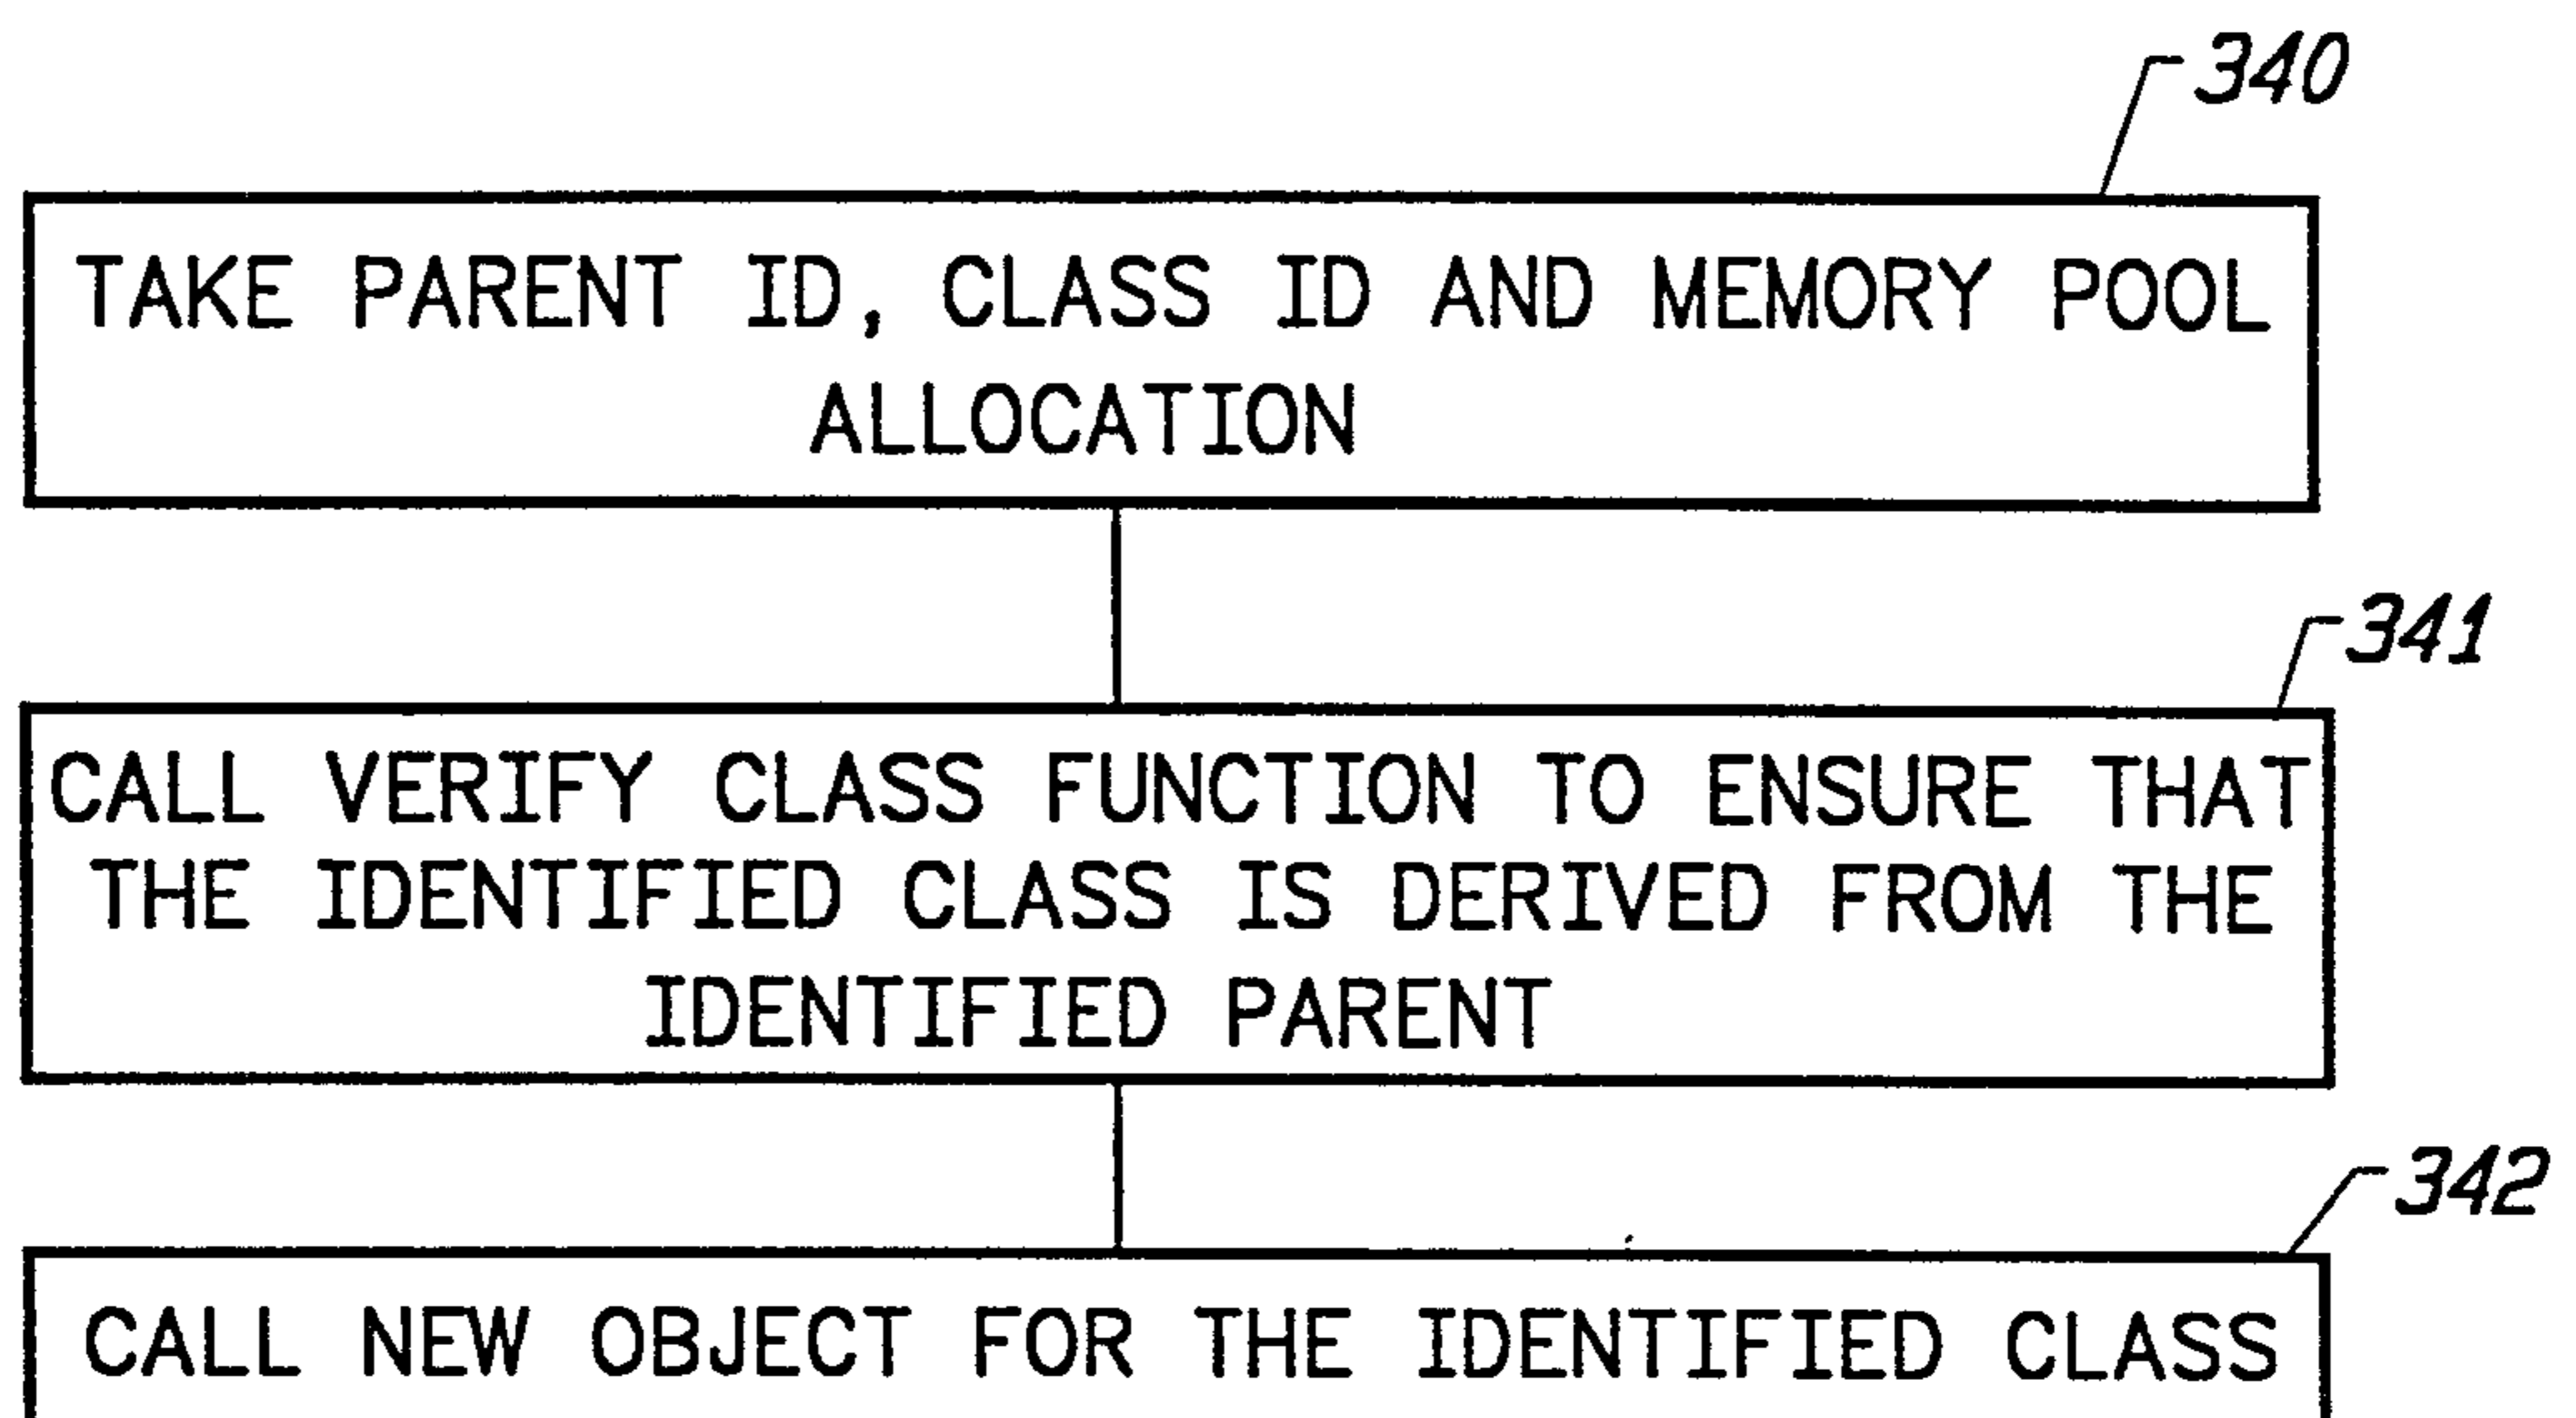 340
TAKE PARENT ID, CLASS ID AND MEMORY POOL
ALLOCATION
341
CALL VERIFY CLASS FUNCTION TO ENSURE THAT
THE IDENTIFIED CLASS IS DERIVED FROM THE
IDENTIFIED PARENT
342
CALL NEW OBJECT FOR THE IDENTIFIED CLASS